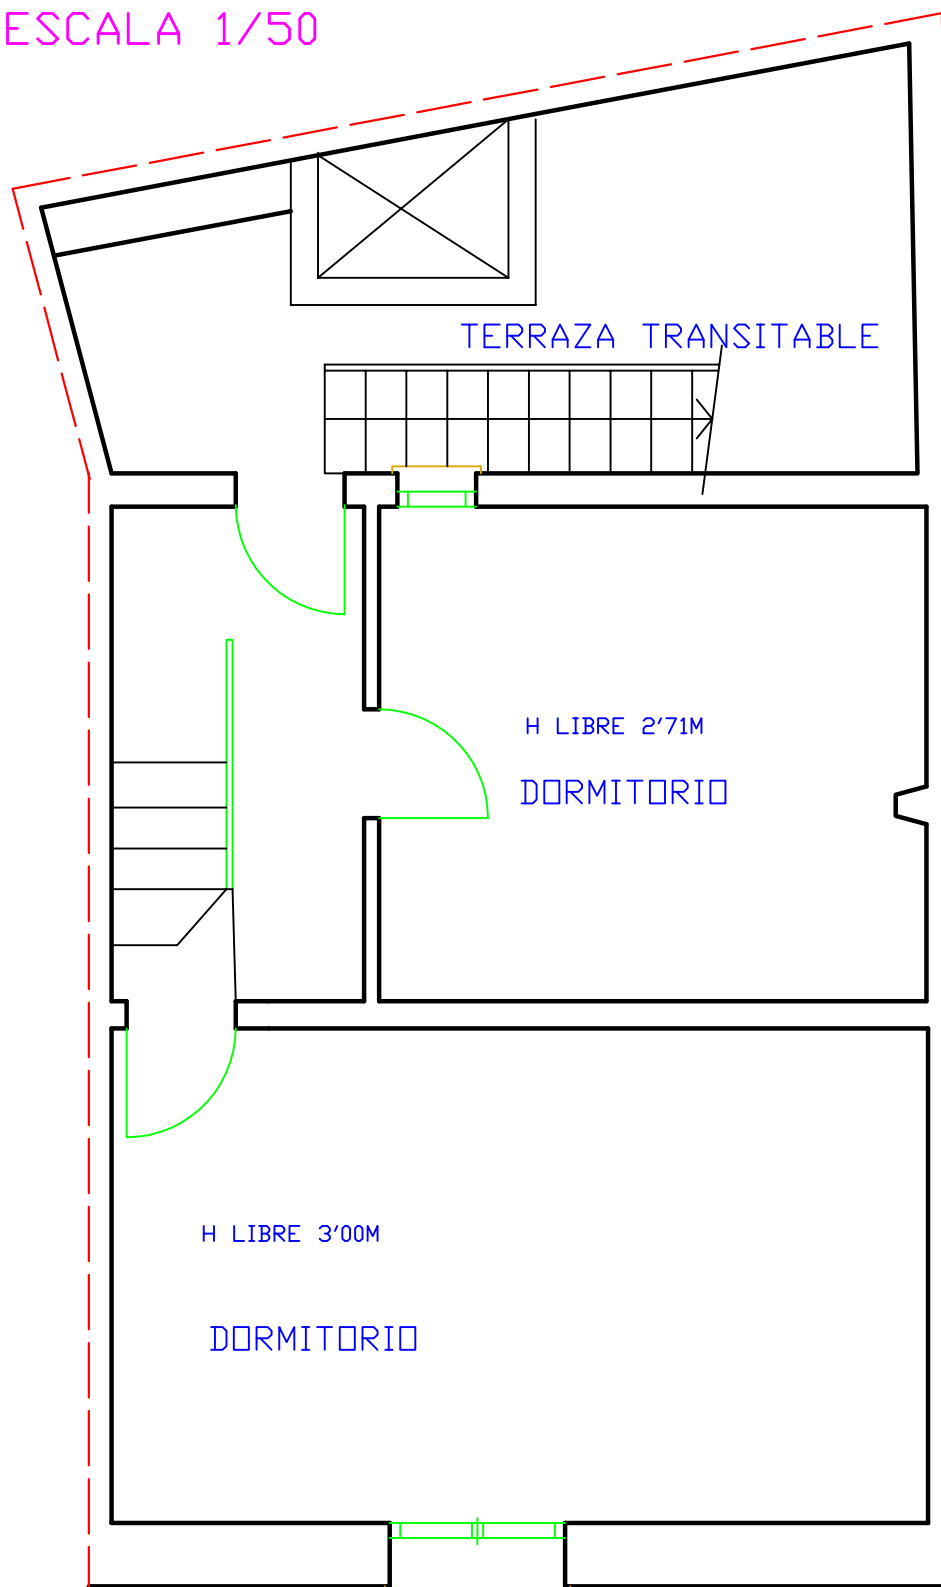 ESCALA 1/50
TERRAZA TRANSITABLE
H LIBRE 2'71M
DORMITORIO
H LIBRE 3'00M
DORMITORIO